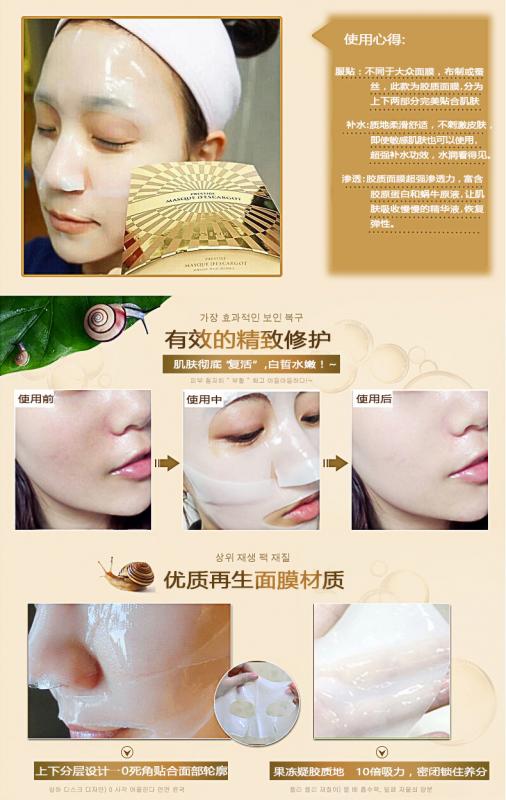 使用心得:
服贴：不同于大众面膜，布制或蚕
丝，此款为胶质面膜,分为
上下两部分完美贴合肌肤
补水:质地柔滑舒适，不刺激皮肤，
即使敏感肌肤也可以使用,
超强补水功效，水润看得见。
渗透:胶质面膜超强渗透力，富含
胶原蛋白和蜗牛原液,让肌
肤吸收慢慢的精华液,恢复
弹性。
PRESTIGE
MASQUE D'ESCARGOT
PRESTIGE
MASQUE D'ESCARGOT
가장 효과적인 보인 복구
有效的精致修护
肌肤彻底“复活”,白皙水嫩！~
使用前
使用中
使用后
상위 재생 팩 재질
优质再生面膜材质
上下分层设计一0死角贴合面部轮廓
果冻凝胶质地 10倍吸力，密闭锁住养分